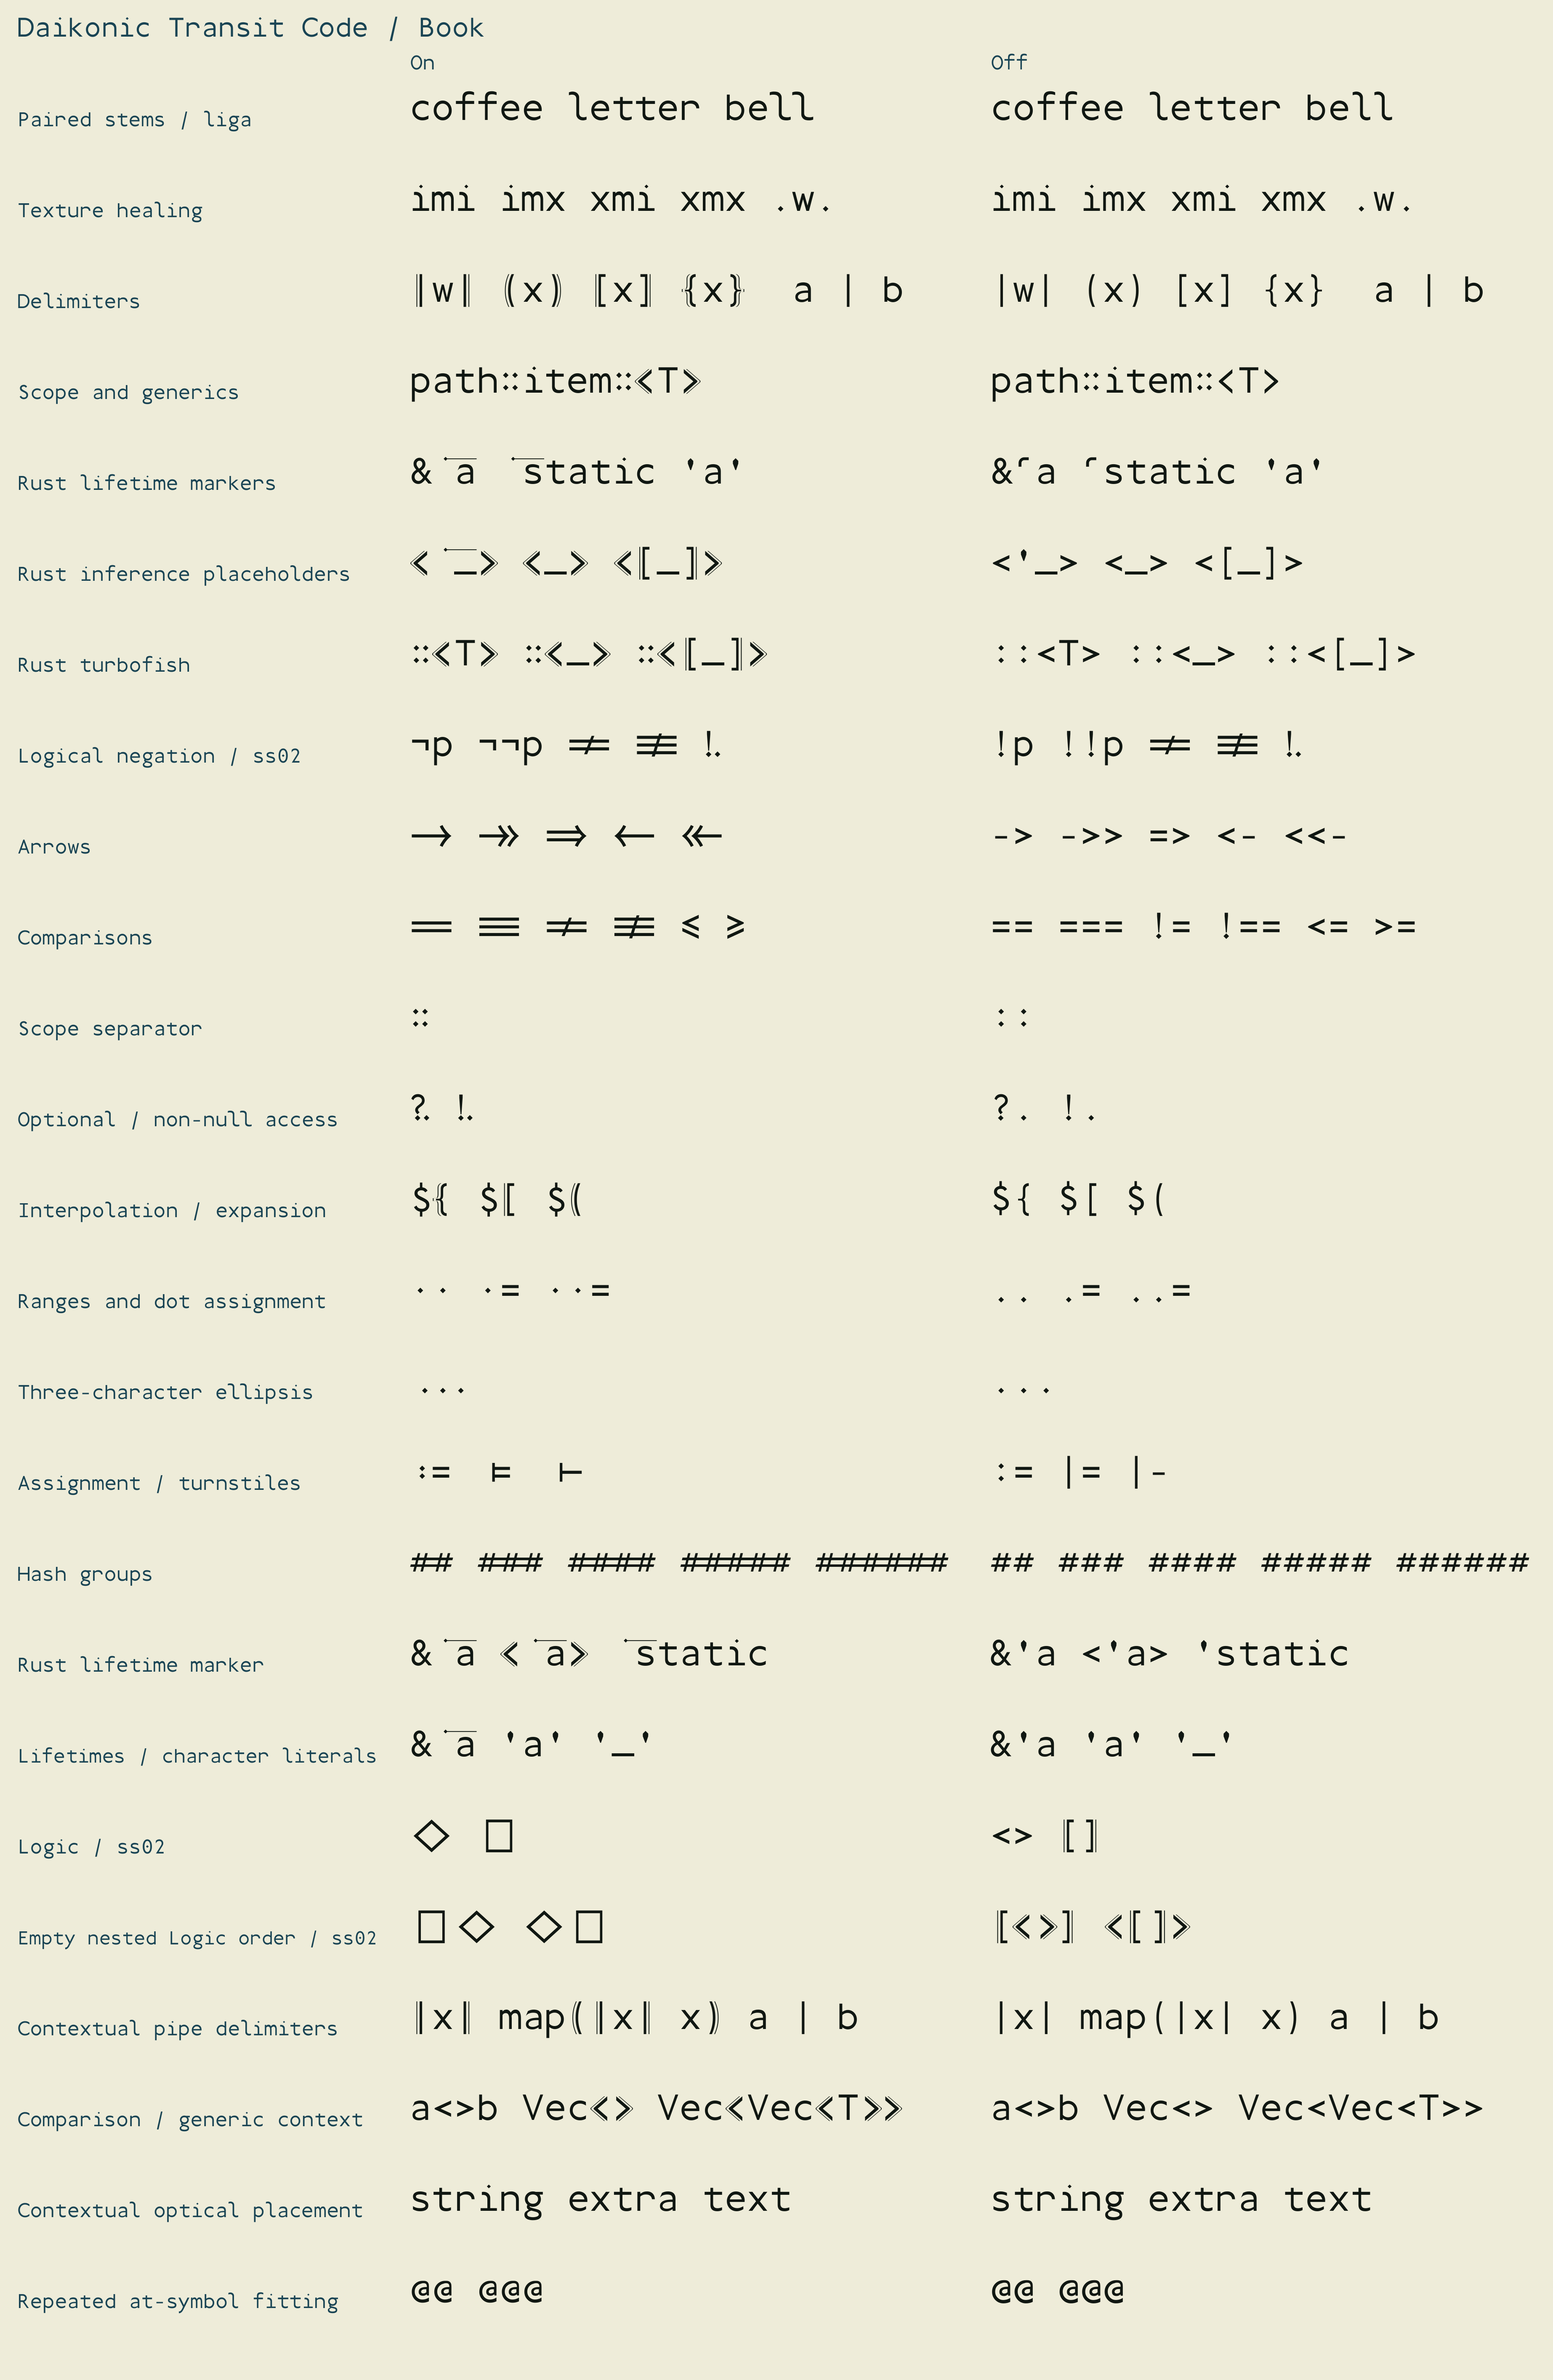 Daikonic Transit Code / Book
On Off
Paired stems / liga coffee letter bell coffee letter bell
Texture healing imi imx xmi xmx .w. imi imx xmi xmx .w.
Delimiters |w| (x) [x] {x} a | b |w| (x) [x] {x} a | b
Scope and generics path::item::<T> path::item::<T>
Rust lifetime markers &'a 'static 'a' &'a 'static 'a'
Rust inference placeholders <'_> <_> <[_]> <'_> <_> <[_]>
Rust turbofish ::<T> ::<_> ::<[_]> ::<T> ::<_> ::<[_]>
Logical negation / ss02 ¬p ¬¬p ≠ ≢ !. !p !!p ≠ ≢ !.
Arrows → ↠ ⇒ ← ↞ -> ->> => <- <<-
Comparisons == ≡ ≠ ≢ ⩽ ⩾ == === != !== <= >=
Scope separator :: ::
Optional / non-null access ?. !. ?. !.
Interpolation / expansion ${ $[ $( ${ $[ $(
Ranges and dot assignment .. .= ..= .. .= ..=
Three-character ellipsis ... ...
Assignment / turnstiles := ⊨ ⊢ := |= |-
Hash groups ## ### #### ##### ###### ## ### #### ##### ######
Rust lifetime marker &'a <'a> 'static &'a <'a> 'static
Lifetimes / character literals &'a 'a' '_' &'a 'a' '_'
Logic / ss02 ◇ □ <> []
Empty nested Logic order / ss02 □◇ ◇□ [<>] <[]>
Contextual pipe delimiters |x| map(|x| x) a | b |x| map(|x| x) a | b
Comparison / generic context a<>b Vec<> Vec<Vec<T>> a<>b Vec<> Vec<Vec<T>>
Contextual optical placement string extra text string extra text
Repeated at-symbol fitting @@ @@@ @@ @@@